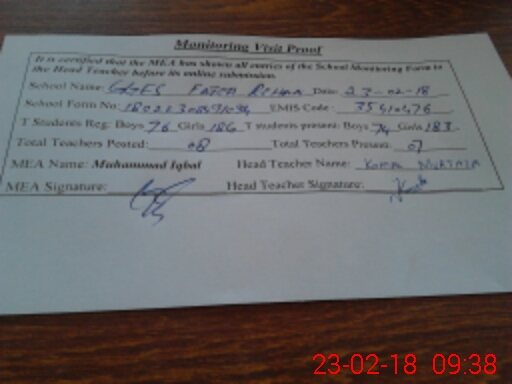 Monitoring Visit Proof
It is certified that the MEA has shown all entries of the School Monitoring Form to
the Head Teacher before its online submission.
School Name: GGES Fateh Rehan Date: 23-02-18
School Form No: EMIS Code: 35410476
T Students Reg: Boys 76 Girls 186 T students present: Boys 74 Girls 183
Total Teachers Posted: 08 Total Teachers Present: 07
MEA Name: Muhammad Iqbal Head Teacher Name: Komal Murtaza
MEA Signature: Head Teacher Signature:
23-02-18 09:38